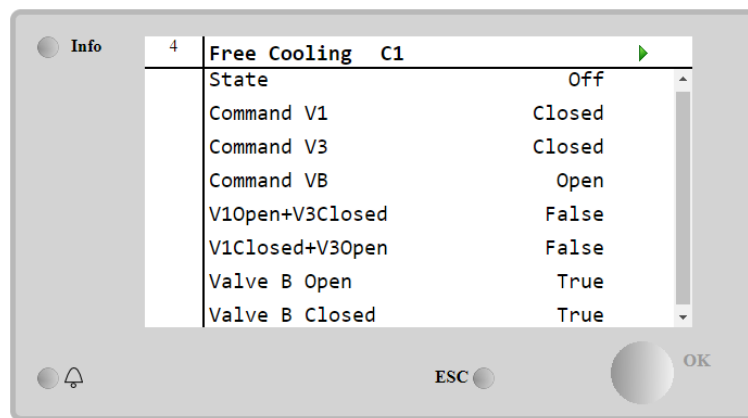 Info
4 Free Cooling C1
State Off
Command V1 Closed
Command V3 Closed
Command VB Open
V1Open+V3Closed False
V1Closed+V3Open False
Valve B Open True
Valve B Closed True
ESC
OK